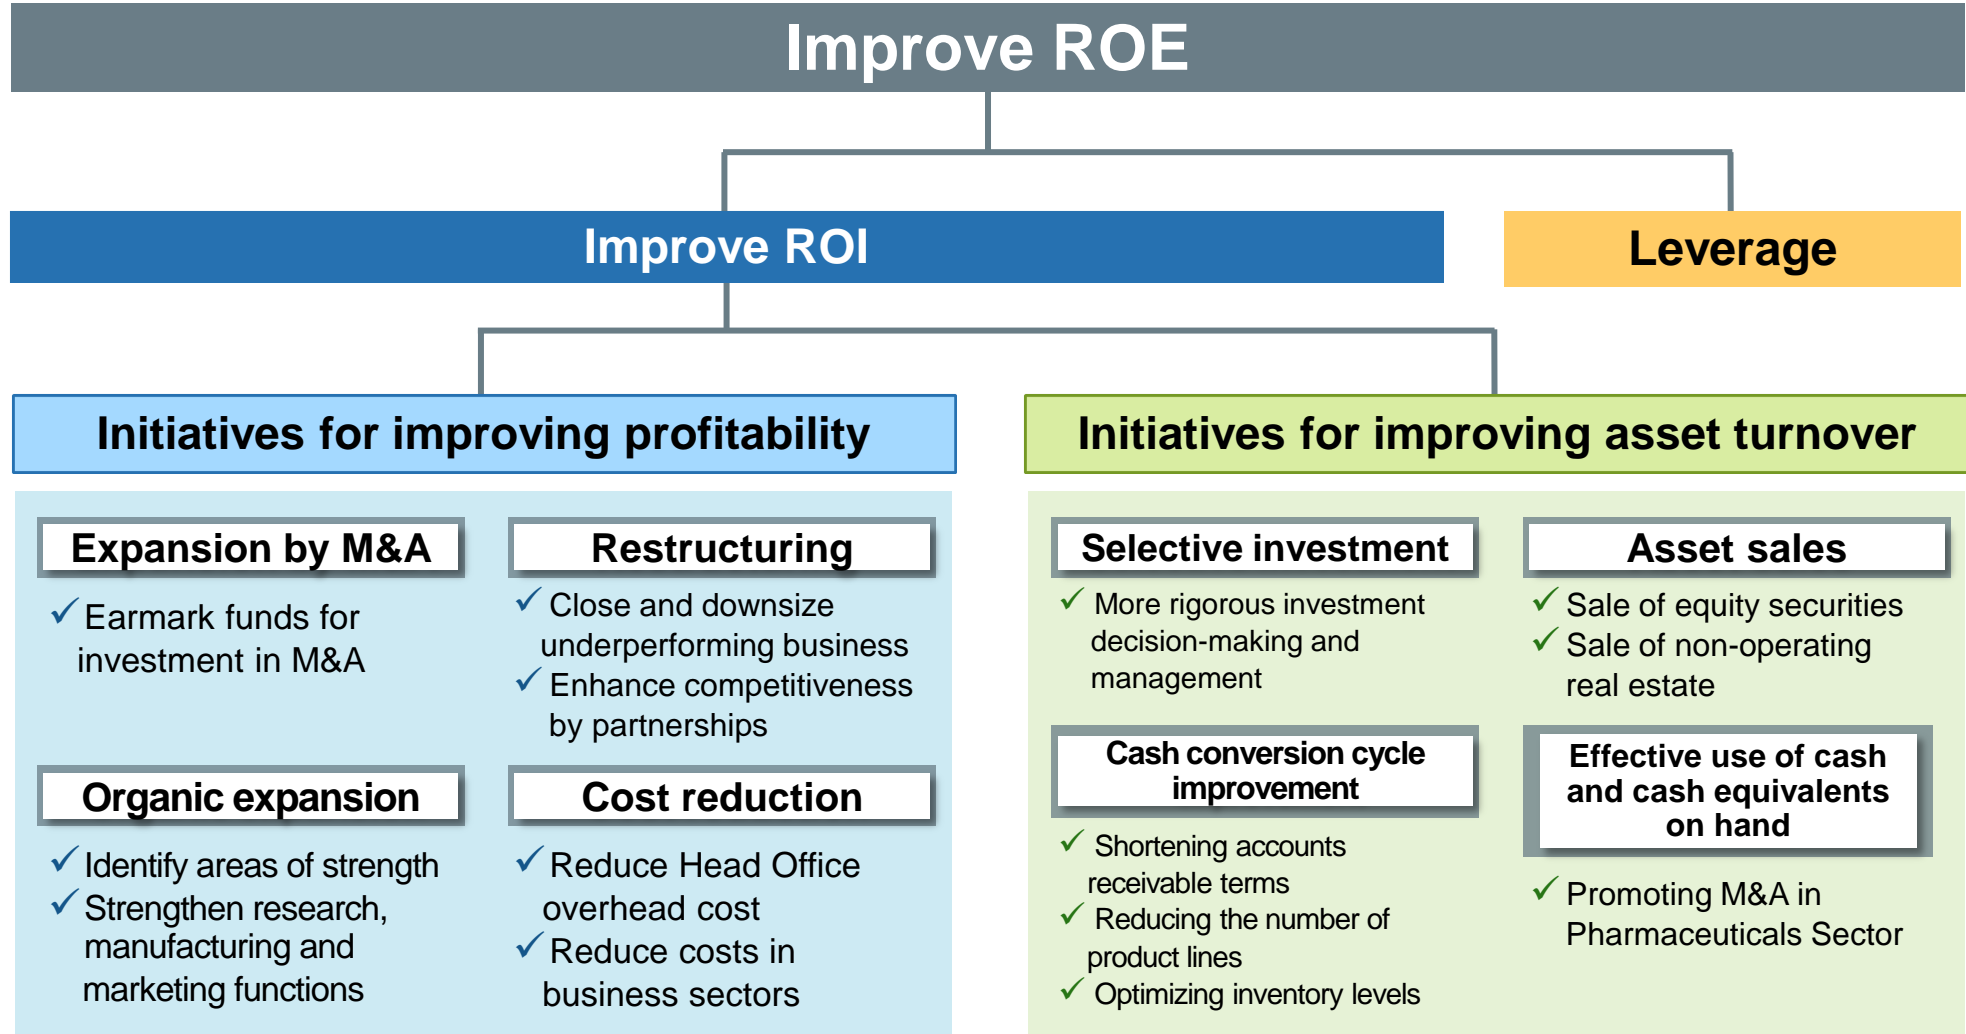 Improve ROE
Improve ROI
Leverage
Initiatives for improving profitability
Expansion by M&A
✓ Earmark funds for
investment in M&A
Restructuring
✓ Close and downsize
underperforming business
✓ Enhance competitiveness
by partnerships
Organic expansion
✓ Identify areas of strength
✓ Strengthen research,
manufacturing and
marketing functions
Cost reduction
✓ Reduce Head Office
overhead cost
✓ Reduce costs in
business sectors
Initiatives for improving asset turnover
Selective investment
✓ More rigorous investment
decision-making and
management
Asset sales
✓ Sale of equity securities
✓ Sale of non-operating
real estate
Cash conversion cycle
improvement
✓ Shortening accounts
receivable terms
✓ Reducing the number of
product lines
✓ Optimizing inventory levels
Effective use of cash
and cash equivalents
on hand
✓ Promoting M&A in
Pharmaceuticals Sector